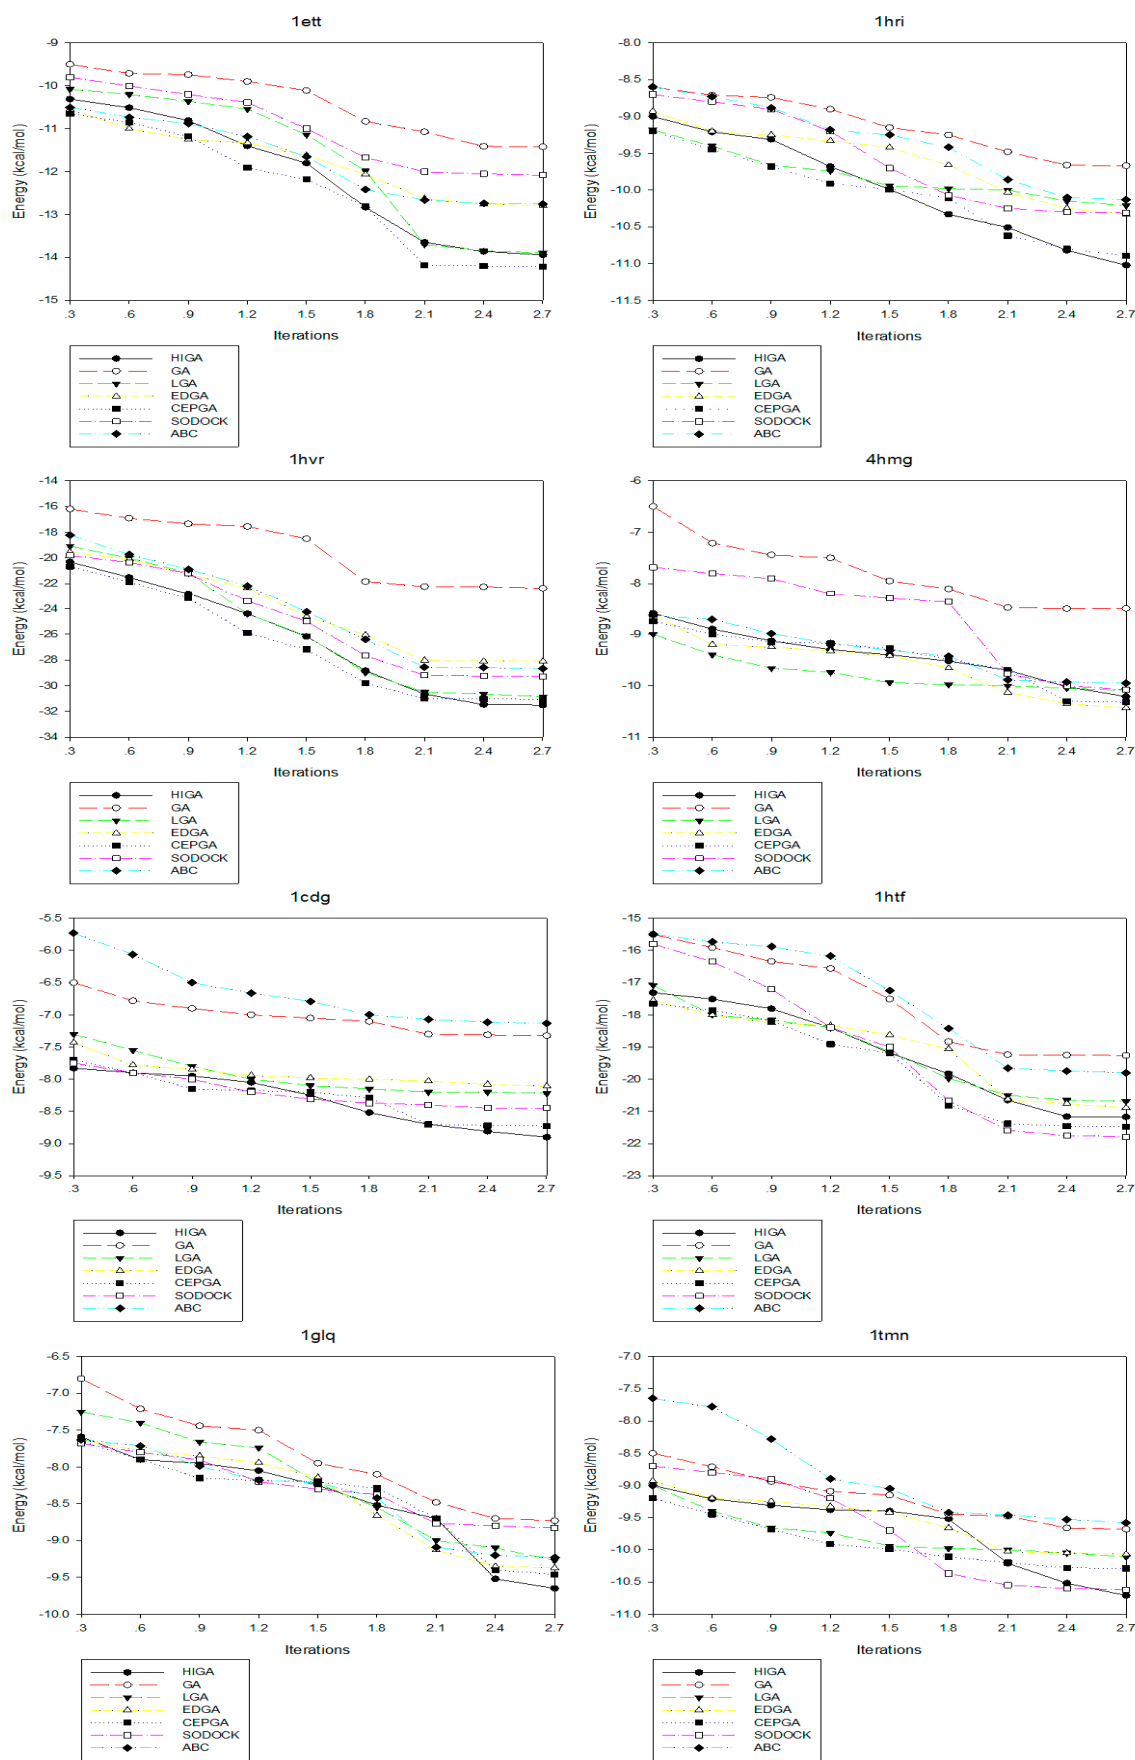 1ett
-9
-10
-11
-12
-13
-14
-15
Energy (kcal/mol)
.3 .6 .9 1.2 1.5 1.8 2.1 2.4 2.7
Iterations
HIGA
GA
LGA
EDGA
CEPGA
SODOCK
ABC
1hri
-8.0
-8.5
-9.0
-9.5
-10.0
-10.5
-11.0
-11.5
Energy (kcal/mol)
.3 .6 .9 1.2 1.5 1.8 2.1 2.4 2.7
Iterations
HIGA
GA
LGA
EDGA
CEPGA
SODOCK
ABC
1hvr
-14
-16
-18
-20
-22
-24
-26
-28
-30
-32
-34
Energy (kcal/mol)
.3 .6 .9 1.2 1.5 1.8 2.1 2.4 2.7
Iterations
HIGA
GA
LGA
EDGA
CEPGA
SODOCK
ABC
4hmg
-6
-7
-8
-9
-10
-11
Energy (kcal/mol)
.3 .6 .9 1.2 1.5 1.8 2.1 2.4 2.7
Iterations
HIGA
GA
LGA
EDGA
CEPGA
SODOCK
ABC
1cdg
-5.5
-6.0
-6.5
-7.0
-7.5
-8.0
-8.5
-9.0
-9.5
Energy (kcal/mol)
.3 .6 .9 1.2 1.5 1.8 2.1 2.4 2.7
Iterations
HIGA
GA
LGA
EDGA
CEPGA
SODOCK
ABC
1htf
-15
-16
-17
-18
-19
-20
-21
-22
-23
Energy (kcal/mol)
.3 .6 .9 1.2 1.5 1.8 2.1 2.4 2.7
Iterations
HIGA
GA
LGA
EDGA
CEPGA
SODOCK
ABC
1glq
-6.5
-7.0
-7.5
-8.0
-8.5
-9.0
-9.5
-10.0
Energy (kcal/mol)
.3 .6 .9 1.2 1.5 1.8 2.1 2.4 2.7
Iterations
HIGA
GA
LGA
EDGA
CEPGA
SODOCK
ABC
1tmn
-7.0
-7.5
-8.0
-8.5
-9.0
-9.5
-10.0
-10.5
-11.0
Energy (kcal/mol)
.3 .6 .9 1.2 1.5 1.8 2.1 2.4 2.7
Iterations
HIGA
GA
LGA
EDGA
CEPGA
SODOCK
ABC